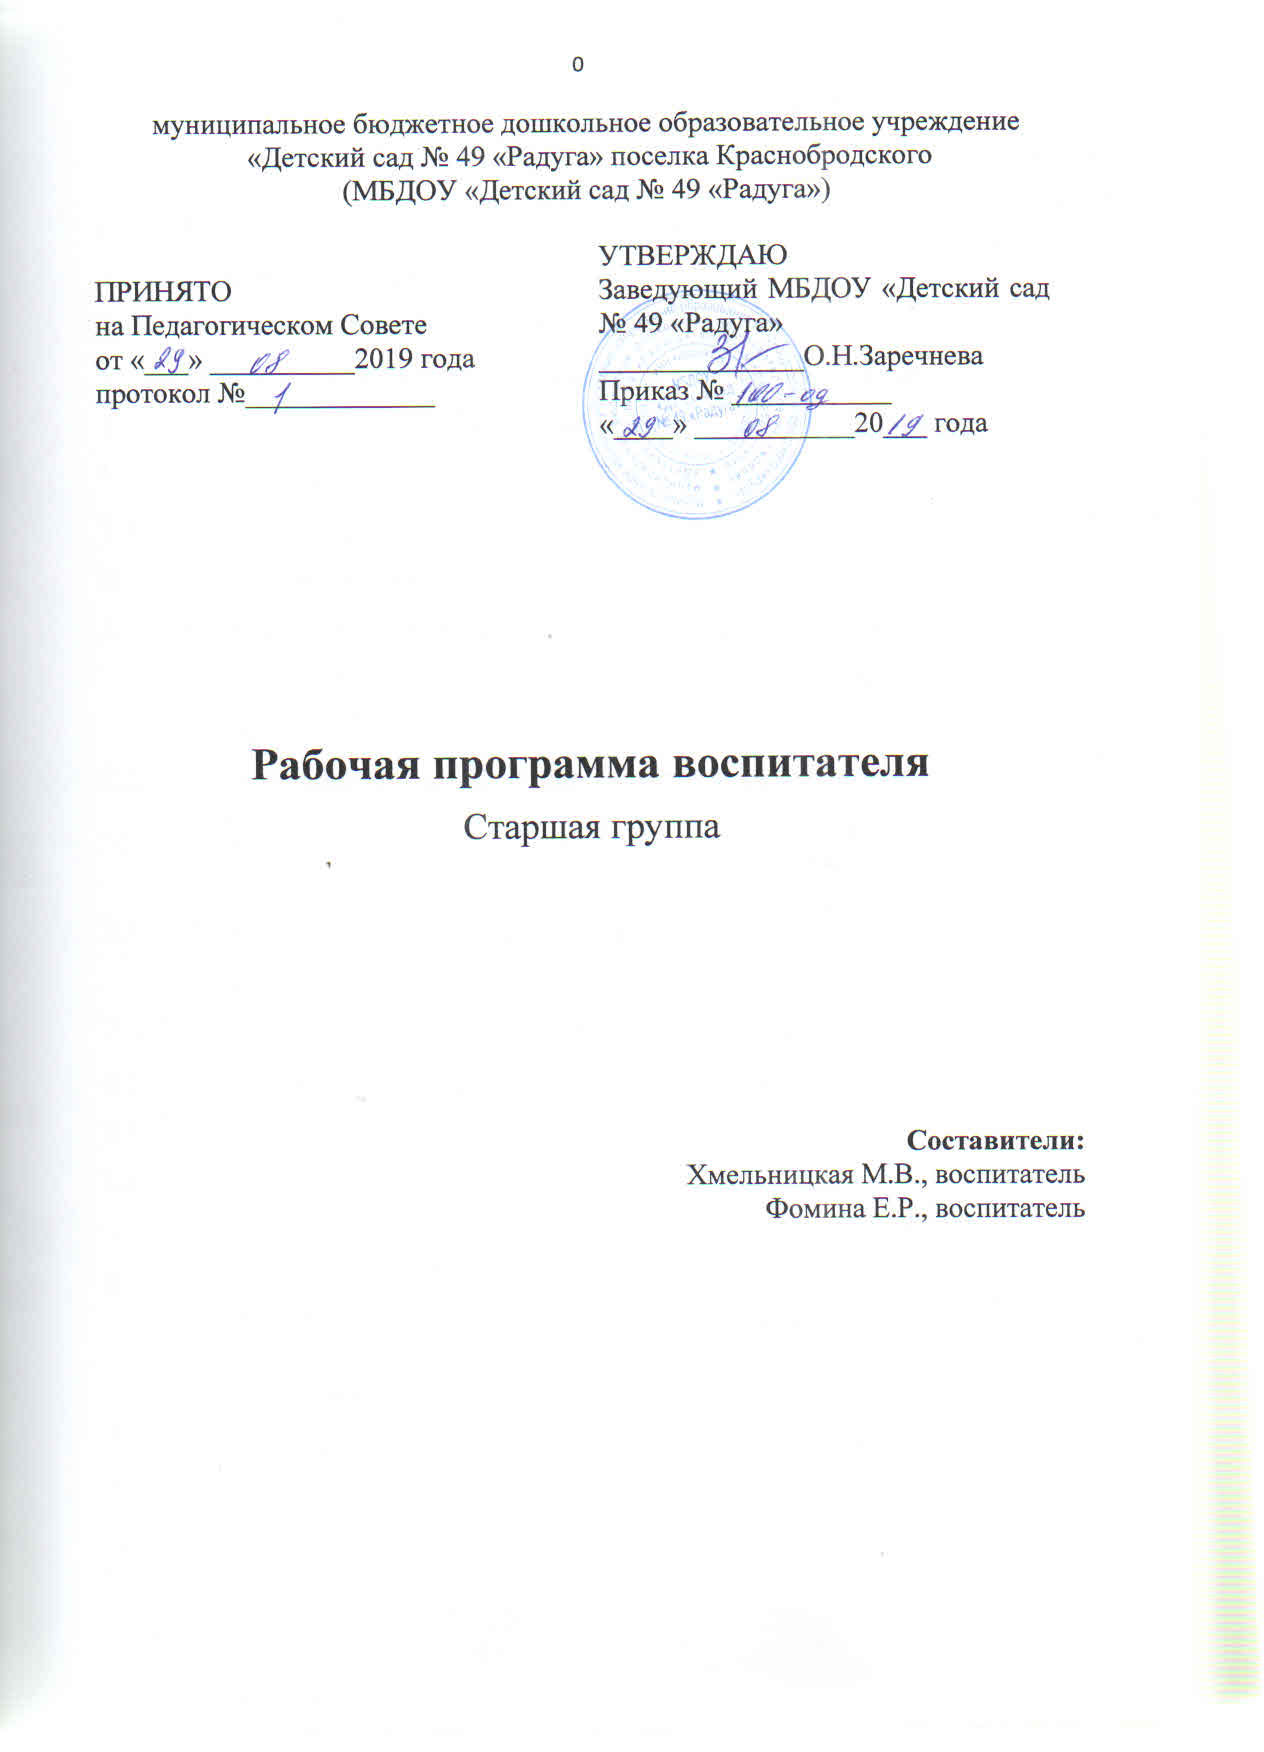 0
муниципальное бюджетное дошкольное образовательное учреждение
«Детский сад № 49 «Радуга» поселка Краснобродского
(МБДОУ «Детский сад № 49 «Радуга»)
ПРИНЯТО
на Педагогическом Совете
от «29» 08 2019 года
протокол № 1
УТВЕРЖДАЮ
Заведующий МБДОУ «Детский сад
№ 49 «Радуга»
О.Н.Заречнева
Приказ № 100-од
«29» 08 2019 года
№ 49 «Радуга»
Рабочая программа воспитателя
Старшая группа
Составители:
Хмельницкая М.В., воспитатель
Фомина Е.Р., воспитатель